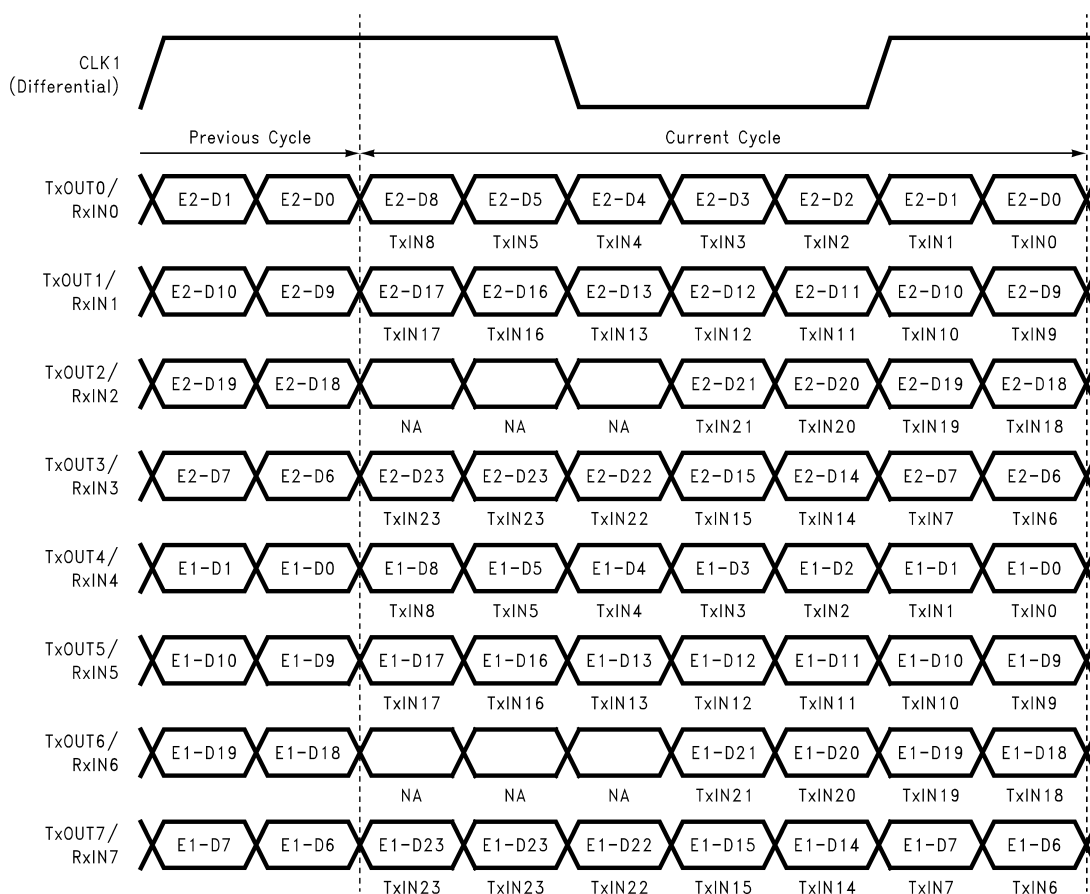 CLK1
(Differential)
Previous Cycle Current Cycle
TxOUT0/
RxIN0
E2-D1 E2-D0 E2-D8 E2-D5 E2-D4 E2-D3 E2-D2 E2-D1 E2-D0
TxIN8 TxIN5 TxIN4 TxIN3 TxIN2 TxIN1 TxIN0
TxOUT1/
RxIN1
E2-D10 E2-D9 E2-D17 E2-D16 E2-D13 E2-D12 E2-D11 E2-D10 E2-D9
TxIN17 TxIN16 TxIN13 TxIN12 TxIN11 TxIN10 TxIN9
TxOUT2/
RxIN2
E2-D19 E2-D18 E2-D21 E2-D20 E2-D19 E2-D18
NA NA NA TxIN21 TxIN20 TxIN19 TxIN18
TxOUT3/
RxIN3
E2-D7 E2-D6 E2-D23 E2-D23 E2-D22 E2-D15 E2-D14 E2-D7 E2-D6
TxIN23 TxIN23 TxIN22 TxIN15 TxIN14 TxIN7 TxIN6
TxOUT4/
RxIN4
E1-D1 E1-D0 E1-D8 E1-D5 E1-D4 E1-D3 E1-D2 E1-D1 E1-D0
TxIN8 TxIN5 TxIN4 TxIN3 TxIN2 TxIN1 TxIN0
TxOUT5/
RxIN5
E1-D10 E1-D9 E1-D17 E1-D16 E1-D13 E1-D12 E1-D11 E1-D10 E1-D9
TxIN17 TxIN16 TxIN13 TxIN12 TxIN11 TxIN10 TxIN9
TxOUT6/
RxIN6
E1-D19 E1-D18 E1-D21 E1-D20 E1-D19 E1-D18
NA NA NA TxIN21 TxIN20 TxIN19 TxIN18
TxOUT7/
RxIN7
E1-D7 E1-D6 E1-D23 E1-D23 E1-D22 E1-D15 E1-D14 E1-D7 E1-D6
TxIN23 TxIN23 TxIN22 TxIN15 TxIN14 TxIN7 TxIN6